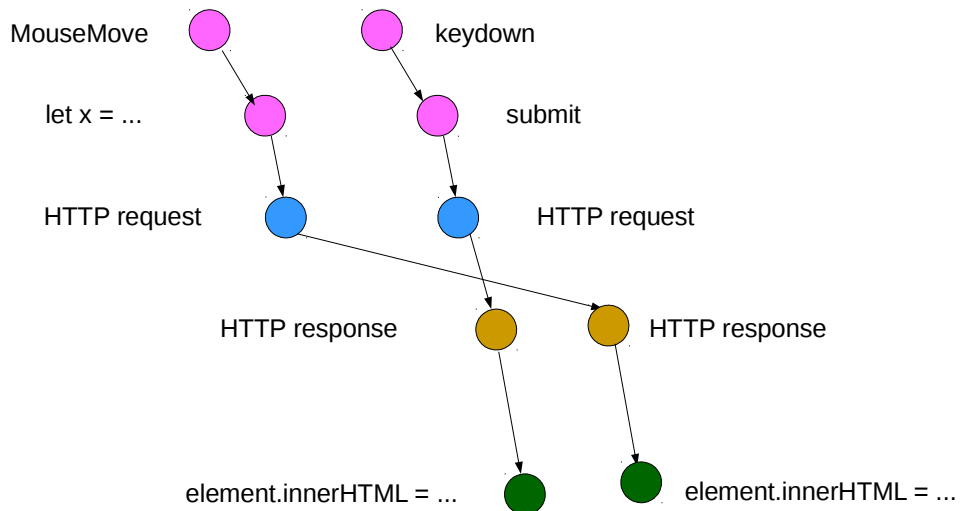 MouseMove
keydown
let x = ...
submit
HTTP request
HTTP request
HTTP response
HTTP response
element.innerHTML = ...
element.innerHTML = ...